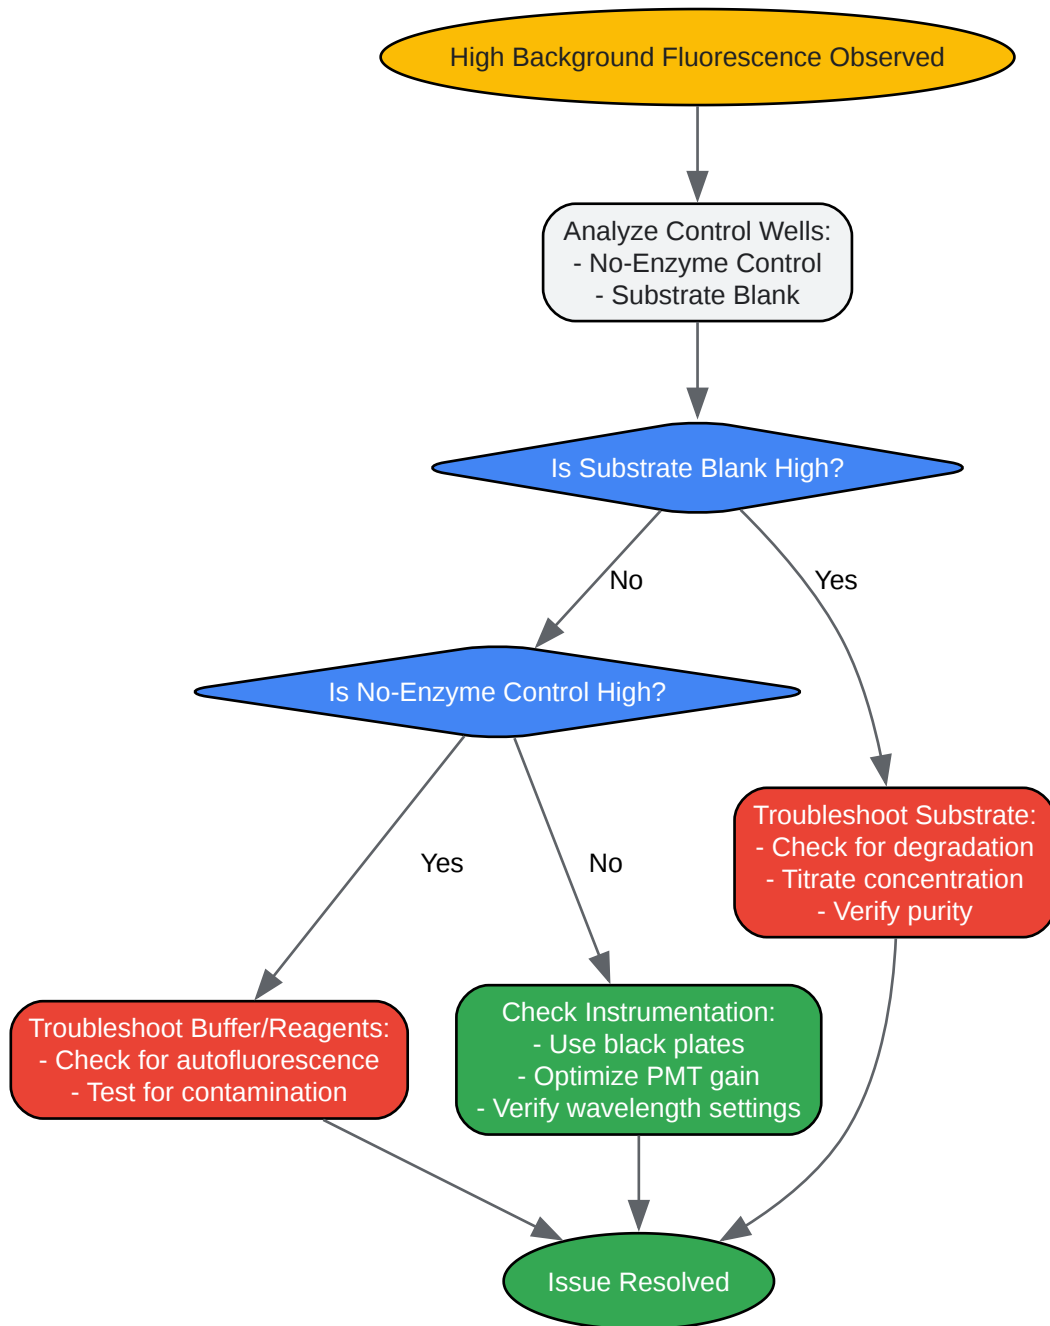 High Background Fluorescence Observed
Analyze Control Wells:
- No-Enzyme Control
- Substrate Blank
Is Substrate Blank High?
No
Yes
Is No-Enzyme Control High?
Yes
No
Troubleshoot Substrate:
- Check for degradation
- Titrate concentration
- Verify purity
Troubleshoot Buffer/Reagents:
- Check for autofluorescence
- Test for contamination
Check Instrumentation:
- Use black plates
- Optimize PMT gain
- Verify wavelength settings
Issue Resolved